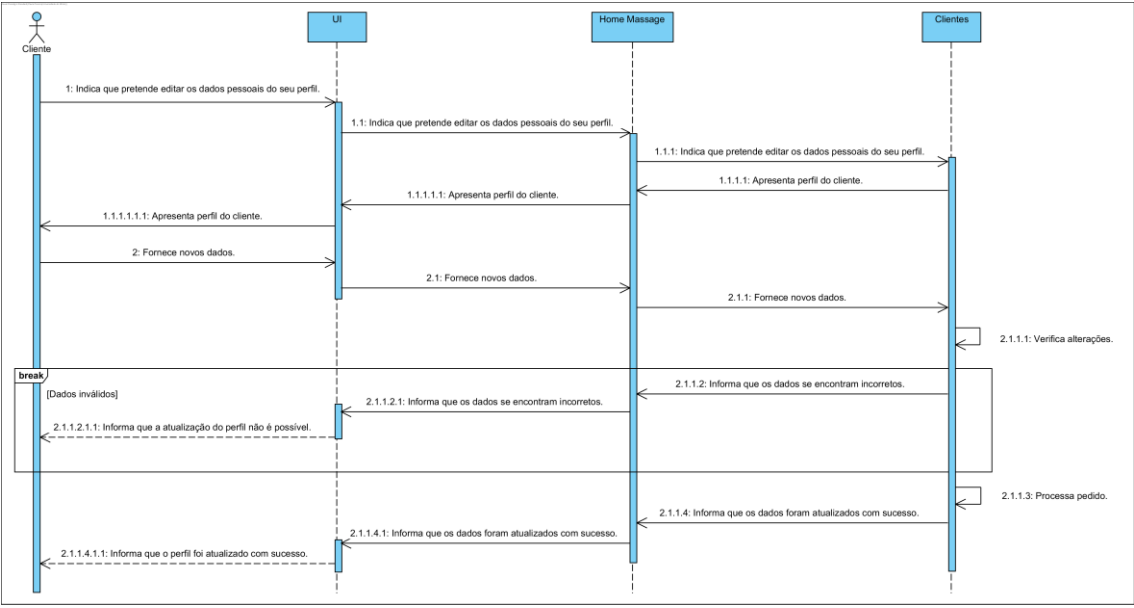 UI
Home Massage
Clientes
Cliente
1: Indica que pretende editar os dados pessoais do seu perfil.
1.1: Indica que pretende editar os dados pessoais do seu perfil.
1.1.1: Indica que pretende editar os dados pessoais do seu perfil.
1.1.1.1: Apresenta perfil do cliente.
1.1.1.1.1: Apresenta perfil do cliente.
1.1.1.1.1.1: Apresenta perfil do cliente.
2: Fornece novos dados.
2.1: Fornece novos dados.
2.1.1: Fornece novos dados.
2.1.1.1: Verifica alterações.
break
[Dados inválidos]
2.1.1.2: Informa que os dados se encontram incorretos.
2.1.1.2.1: Informa que os dados se encontram incorretos.
2.1.1.2.1.1: Informa que a atualização do perfil não é possível.
2.1.1.3: Processa pedido.
2.1.1.4: Informa que os dados foram atualizados com sucesso.
2.1.1.4.1: Informa que os dados foram atualizados com sucesso.
2.1.1.4.1.1: Informa que o perfil foi atualizado com sucesso.